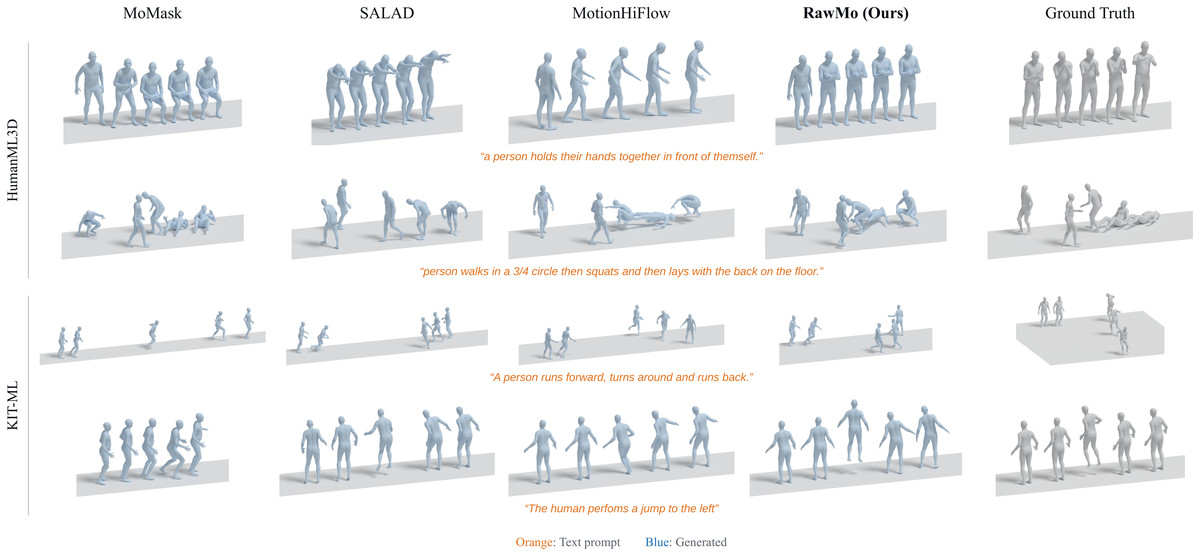 MoMask SALAD MotionHiFlow RawMo (Ours) Ground Truth
HumanML3D
"a person holds their hands together in front of themself."
"person walks in a 3/4 circle then squats and then lays with the back on the floor."
KIT-ML
"A person runs forward, turns around and runs back."
"The human perfoms a jump to the left"
Orange: Text prompt Blue: Generated